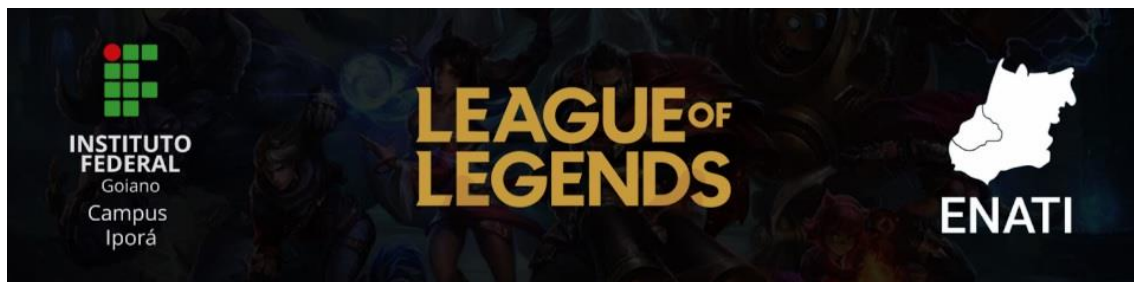 INSTITUTO
FEDERAL
Goiano
Campus
Iporá
LEAGUE OF
LEGENDS
ENATI